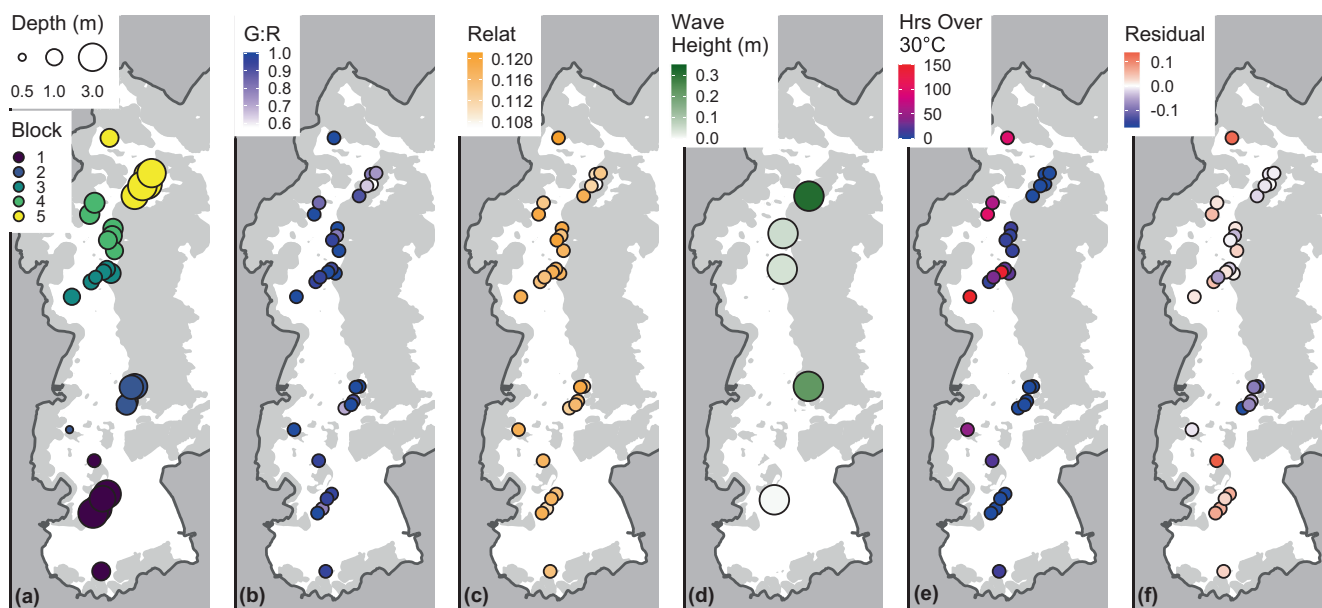 Depth (m)
0.5 1.0 3.0
Block
1
2
3
4
5
(a)
G:R
1.0
0.9
0.8
0.7
0.6
(b)
Relat
0.120
0.116
0.112
0.108
(c)
Wave
Height (m)
0.3
0.2
0.1
0.0
(d)
Hrs Over
30°C
150
100
50
0
(e)
Residual
0.1
0.0
-0.1
(f)